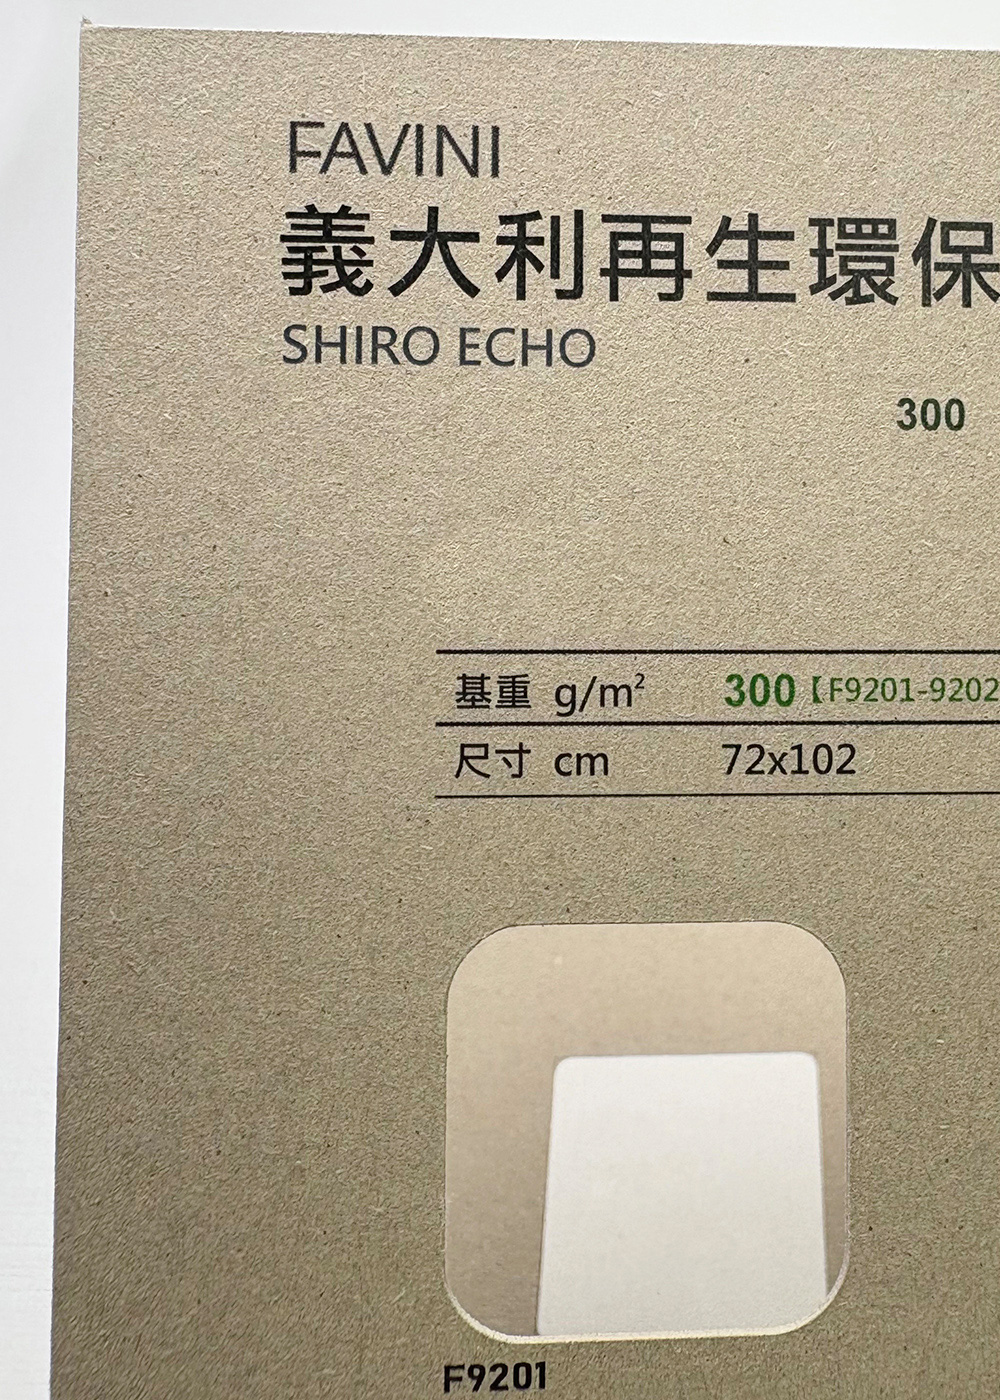 FAVINI
義大利再生環保
SHIRO ECHO
300
基重 g/m² 300【F9201-9202
尺寸 cm 72x102
F9201